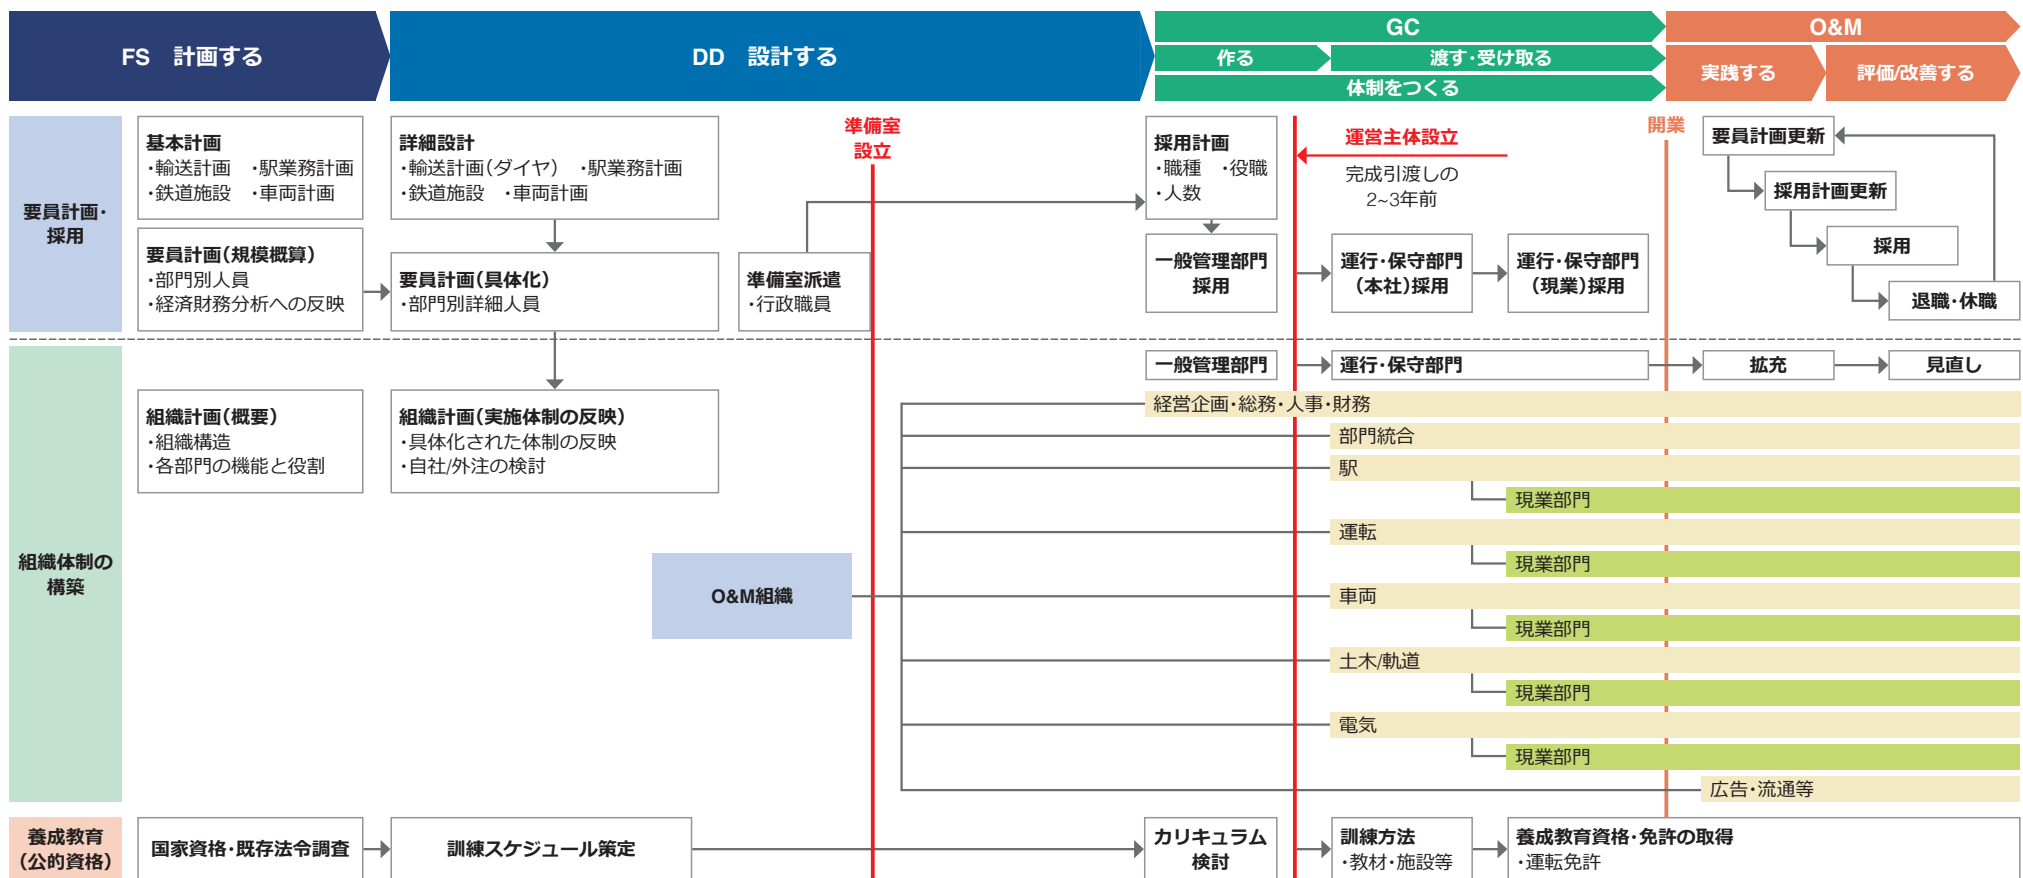 FS　計画する
DD　設計する
GC
作る
渡す・受け取る
体制をつくる
O&M
実践する
評価/改善する
要員計画・
採用
基本計画
・輸送計画　・駅業務計画
・鉄道施設　・車両計画
要員計画（規模概算）
・部門別人員
・経済財務分析への反映
詳細設計
・輸送計画（ダイヤ）　・駅業務計画
・鉄道施設　・車両計画
要員計画（具体化）
・部門別詳細人員
準備室派遣
・行政職員
準備室
設立
採用計画
・職種　・役職
・人数
一般管理部門
採用
運営主体設立
完成引渡しの
2~3年前
運行・保守部門
（本社）採用
運行・保守部門
（現業）採用
開業
要員計画更新
採用計画更新
採用
退職・休職
組織体制の
構築
組織計画（概要）
・組織構造
・各部門の機能と役割
組織計画（実施体制の反映）
・具体化された体制の反映
・自社/外注の検討
O&M組織
一般管理部門
運行・保守部門
拡充
見直し
経営企画・総務・人事・財務
部門統合
駅
現業部門
運転
現業部門
車両
現業部門
土木/軌道
現業部門
電気
現業部門
広告・流通等
養成教育
（公的資格）
国家資格・既存法令調査
訓練スケジュール策定
カリキュラム
検討
訓練方法
・教材・施設等
養成教育資格・免許の取得
・運転免許